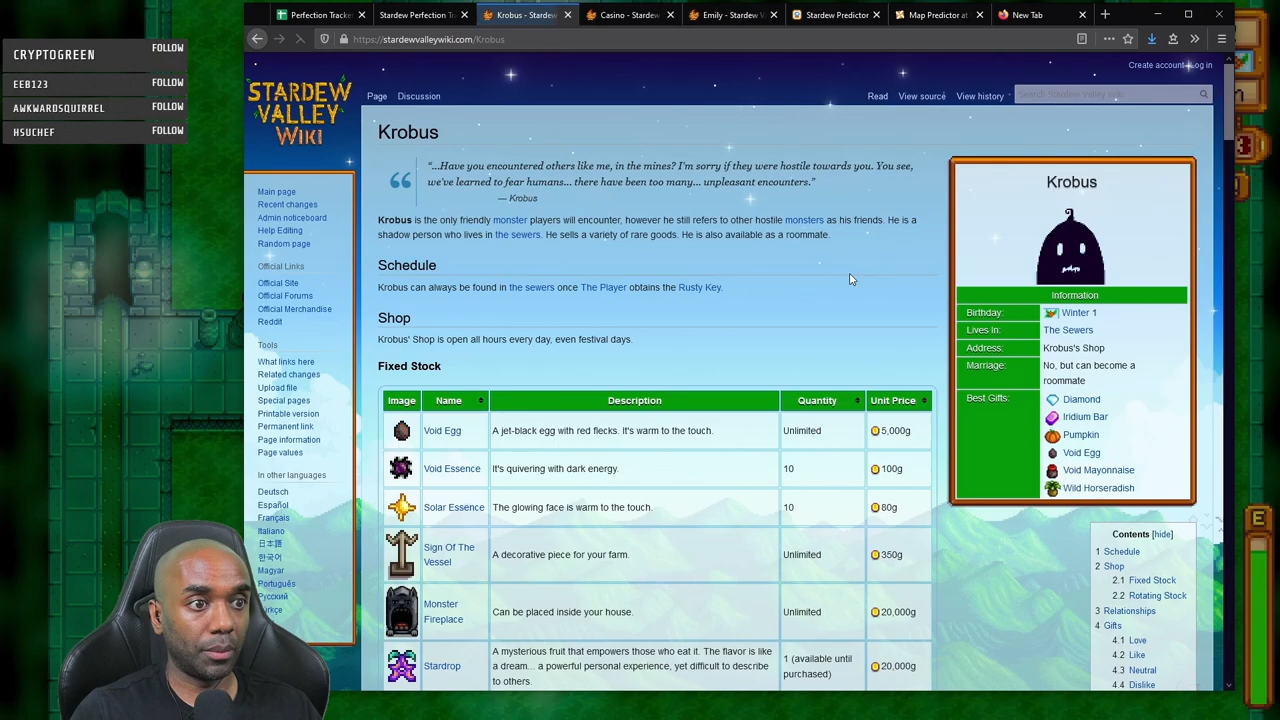 CRYPTOGREEN FOLLOW
EEB123 FOLLOW
AWKWARDSQUIRREL FOLLOW
HSUCHEF FOLLOW
Perfection Tracker
Stardew Perfection Tr
Krobus - Stardew
Casino - Stardew
Emily - Stardew V
Stardew Predictor
Map Predictor at
New Tab
https://stardewvalleywiki.com/Krobus
Create account Log in
STARDEW
VALLEY
WIKI
Page Discussion Read View source View history Search Stardew Valley Wiki
Main page
Recent changes
Admin noticeboard
Help Editing
Random page
Official Links
Official Site
Official Forums
Official Merchandise
Reddit
Tools
What links here
Related changes
Upload file
Special pages
Printable version
Permanent link
Page information
Page values
In other languages
Deutsch
Español
Français
Italiano
日本語
한국어
Magyar
Português
Русский
Krobus
“...Have you encountered others like me, in the mines? I'm sorry if they were hostile towards you. You see,
we've learned to fear humans... there have been too many... unpleasant encounters.”
— Krobus
Krobus is the only friendly monster players will encounter, however he still refers to other hostile monsters as his friends. He is a
shadow person who lives in the sewers. He sells a variety of rare goods. He is also available as a roommate.
Schedule
Krobus can always be found in the sewers once The Player obtains the Rusty Key.
Shop
Krobus' Shop is open all hours every day, even festival days.
Fixed Stock
Image Name Description Quantity Unit Price
Void Egg A jet-black egg with red flecks. It's warm to the touch. Unlimited 5,000g
Void Essence It's quivering with dark energy. 10 100g
Solar Essence The glowing face is warm to the touch. 10 80g
Sign Of The
Vessel A decorative piece for your farm. Unlimited 350g
Monster
Fireplace Can be placed inside your house. Unlimited 20,000g
A mysterious fruit that empowers those who eat it. The flavor is like
Stardrop a dream... a powerful personal experience, yet difficult to describe 1 (available until 20,000g
to others. purchased)
Krobus
Information
Birthday: Winter 1
Lives In: The Sewers
Address: Krobus's Shop
Marriage: No, but can become a
roommate
Best Gifts: Diamond
Iridium Bar
Pumpkin
Void Egg
Void Mayonnaise
Wild Horseradish
Contents [hide]
1 Schedule
2 Shop
2.1 Fixed Stock
2.2 Rotating Stock
3 Relationships
4 Gifts
4.1 Love
4.2 Like
4.3 Neutral
4.4 Dislike
E